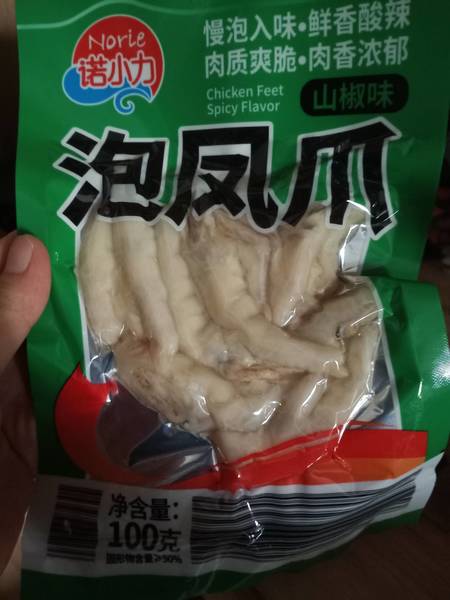 Norie
诺小力
慢泡入味•鲜香酸辣
肉质爽脆•肉香浓郁
Chicken Feet
Spicy Flavor
山椒味
泡凤爪
净含量:
100克
固形物含量≥50%